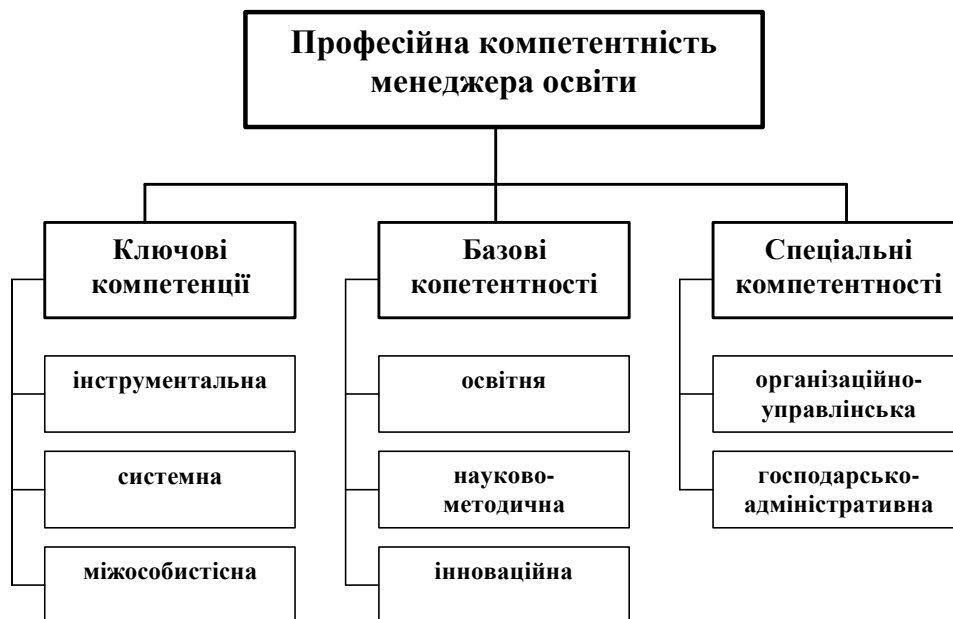 Професійна компетентність
менеджера освіти
Ключові
компетенції
Базові
копетентності
Спеціальні
компетентності
інструментальна
системна
міжособистісна
освітня
науково-
методична
інноваційна
організаційно-
управлінська
господарсько-
адміністративна